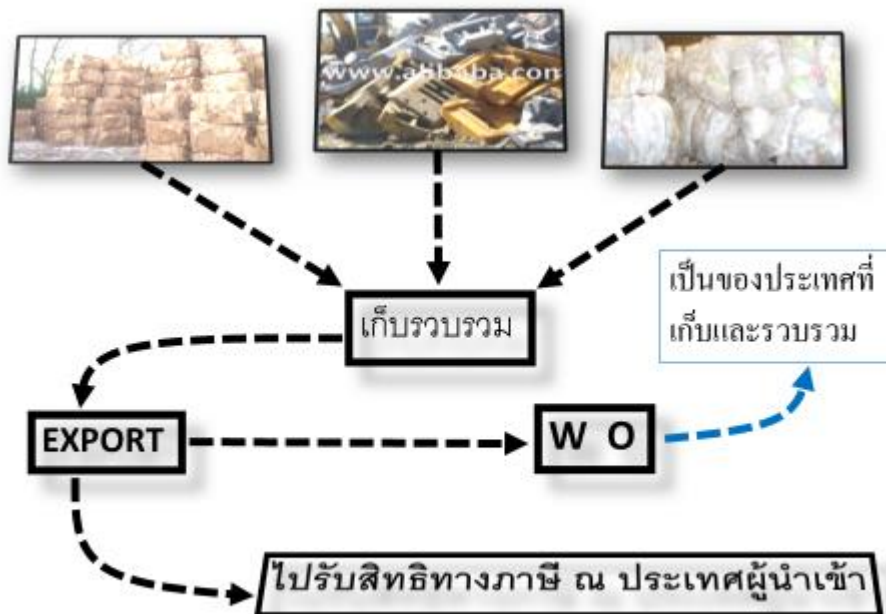 www.alibaba.com
เก็บรวบรวม
เป็นของประเทศที่
เก็บและรวบรวม
EXPORT
W O
ไปรับสิทธิทางภาษี ณ ประเทศผู้นำเข้า